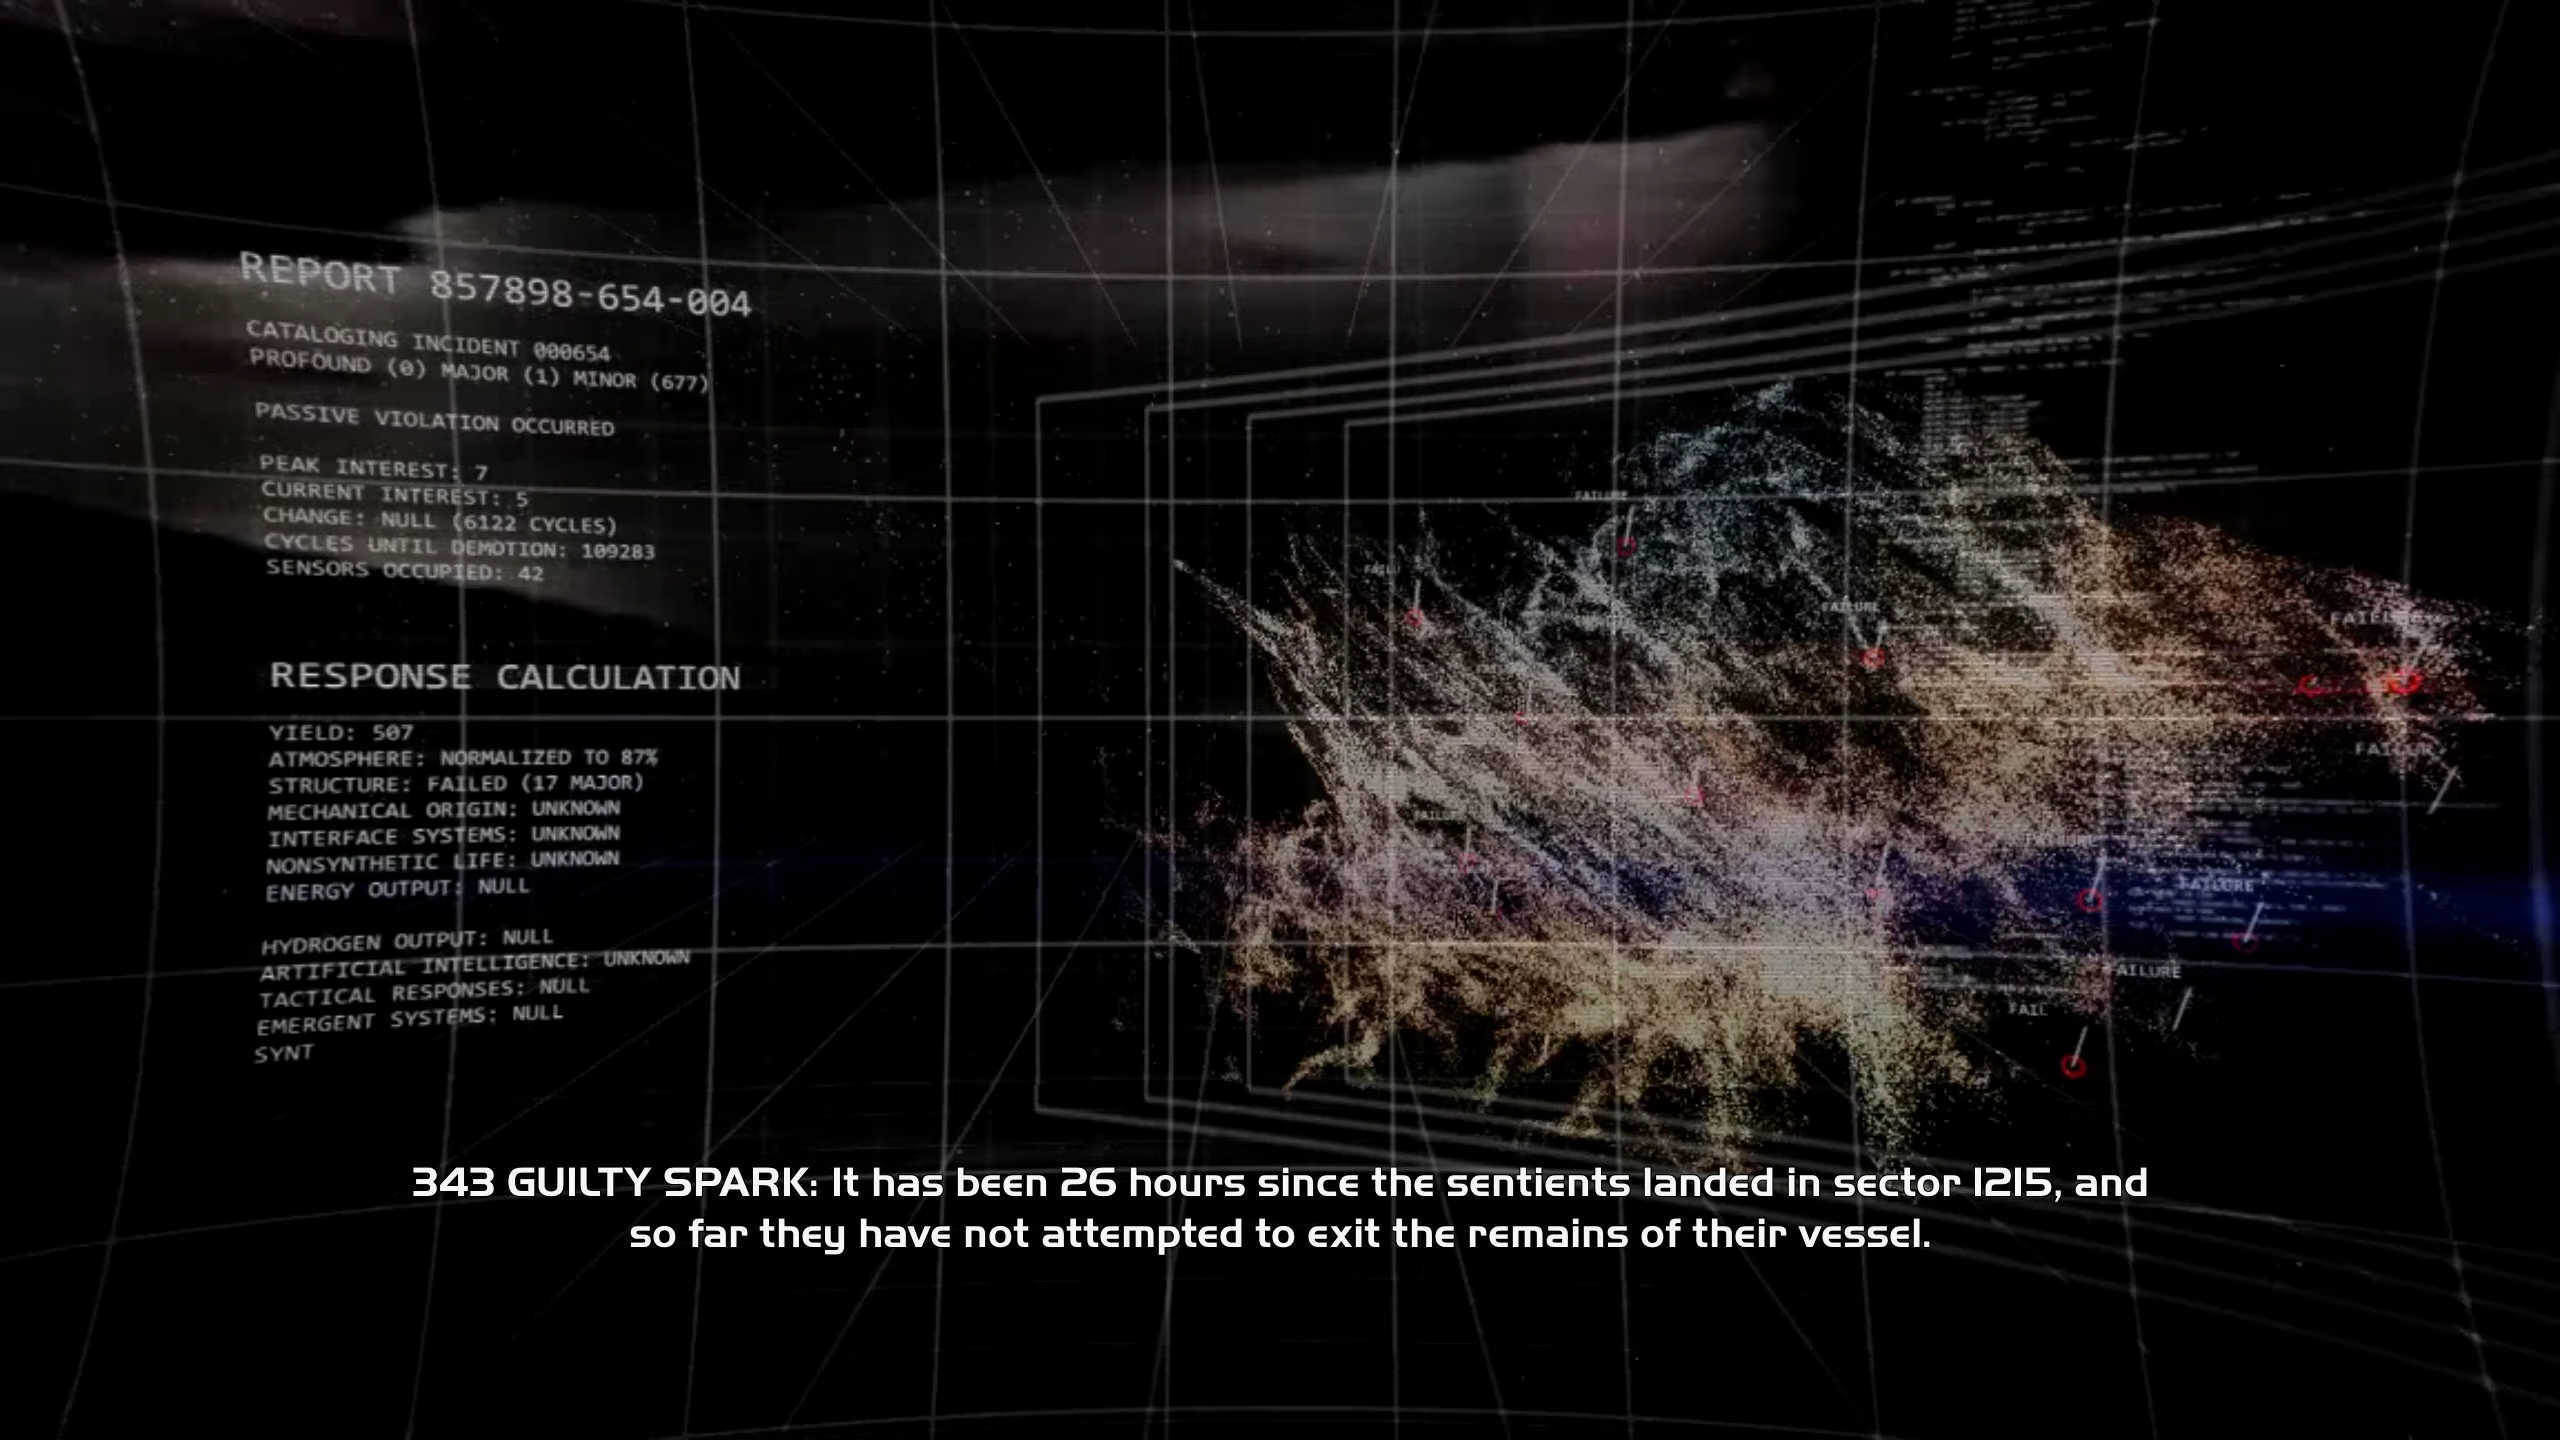 REPORT 857898-654-004
CATALOGING INCIDENT 000654
PROFOUND (0) MAJOR (1) MINOR (677)
PASSIVE VIOLATION OCCURRED
PEAK INTEREST: 7
CURRENT INTEREST: 5
CHANGE: NULL (6122 CYCLES)
CYCLES UNTIL DEMOTION: 109283
SENSORS OCCUPIED: 42
RESPONSE CALCULATION
YIELD: 507
ATMOSPHERE: NORMALIZED TO 87%
STRUCTURE: FAILED (17 MAJOR)
MECHANICAL ORIGIN: UNKNOWN
INTERFACE SYSTEMS: UNKNOWN
NONSYNTHETIC LIFE: UNKNOWN
ENERGY OUTPUT: NULL
HYDROGEN OUTPUT: NULL
ARTIFICIAL INTELLIGENCE: UNKNOWN
TACTICAL RESPONSES: NULL
EMERGENT SYSTEMS: NULL
SYNT
FAILURE
FAILURE
FAILURE
FAILURE
FAIL
343 GUILTY SPARK: It has been 26 hours since the sentients landed in sector 1215, and
so far they have not attempted to exit the remains of their vessel.